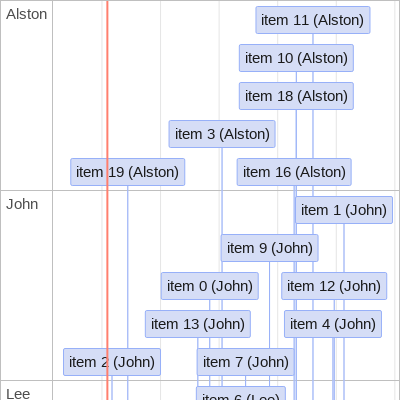 Alston
item 11 (Alston)
item 10 (Alston)
item 18 (Alston)
item 3 (Alston)
item 19 (Alston)
item 16 (Alston)
John
item 1 (John)
item 9 (John)
item 0 (John)
item 12 (John)
item 13 (John)
item 4 (John)
item 2 (John)
item 7 (John)
Lee
item 6 (Lee)